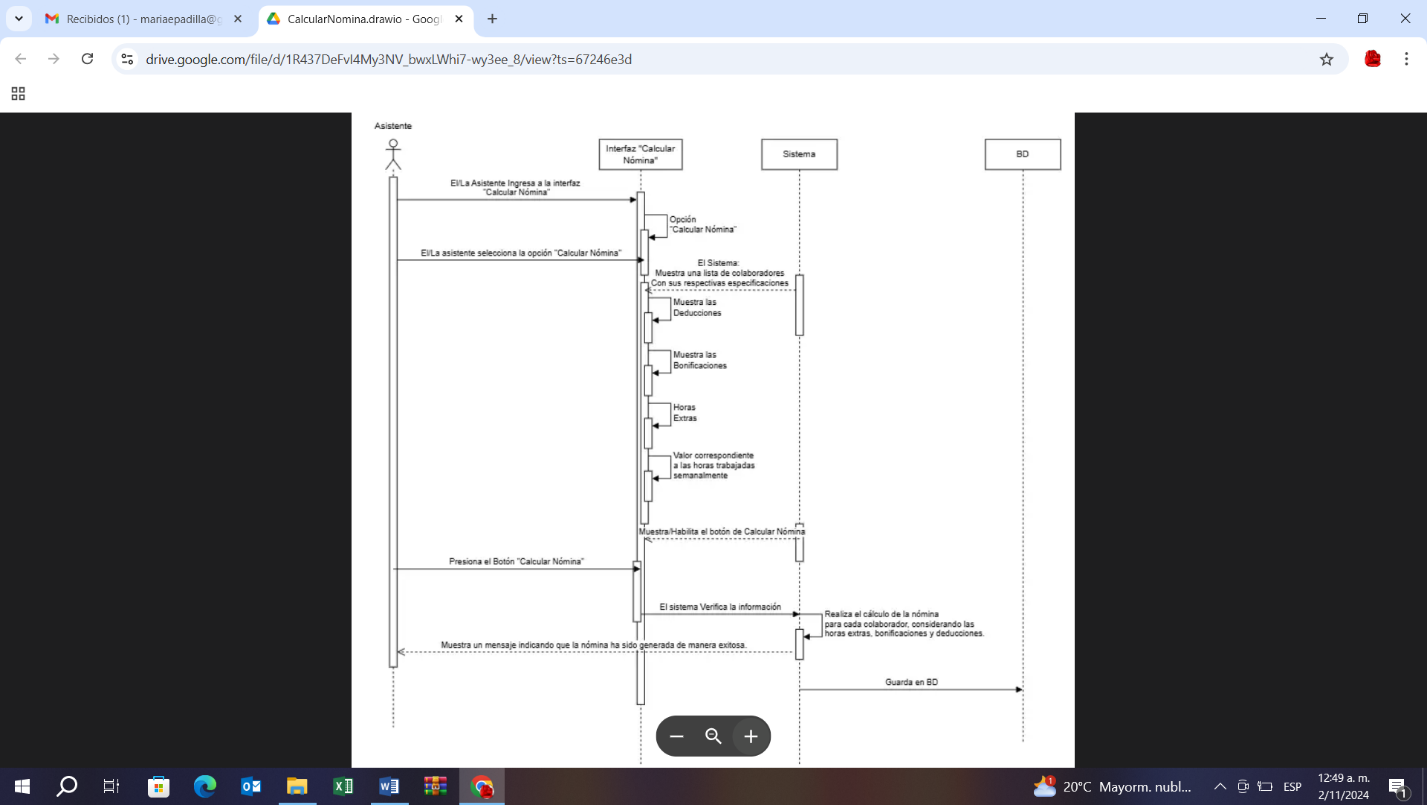 Recibidos (1) - mariaepadilla@g
CalcularNomina.drawio - Goog
drive.google.com/file/d/1R437DeFvI4My3NV_bwxLWhi7-wy3ee_8/view?ts=67246e3d
Asistente
Interfaz "Calcular
Nómina"
Sistema
BD
El/La Asistente Ingresa a la interfaz
"Calcular Nómina"
Opción
"Calcular Nómina"
El/La asistente selecciona la opción "Calcular Nómina"
El Sistema:
Muestra una lista de colaboradores
Con sus respectivas especificaciones
Muestra las
Deducciones
Muestra las
Bonificaciones
Horas
Extras
Valor correspondiente
a las horas trabajadas
semanalmente
Muestra/Habilita el botón de Calcular Nómina
Presiona el Botón "Calcular Nómina"
El sistema Verifica la información
Realiza el cálculo de la nómina
para cada colaborador, considerando las
horas extras, bonificaciones y deducciones.
Muestra un mensaje indicando que la nómina ha sido generada de manera exitosa.
Guarda en BD
1
20°C Mayorm. nubl...
ESP
12:49 a. m.
2/11/2024
1